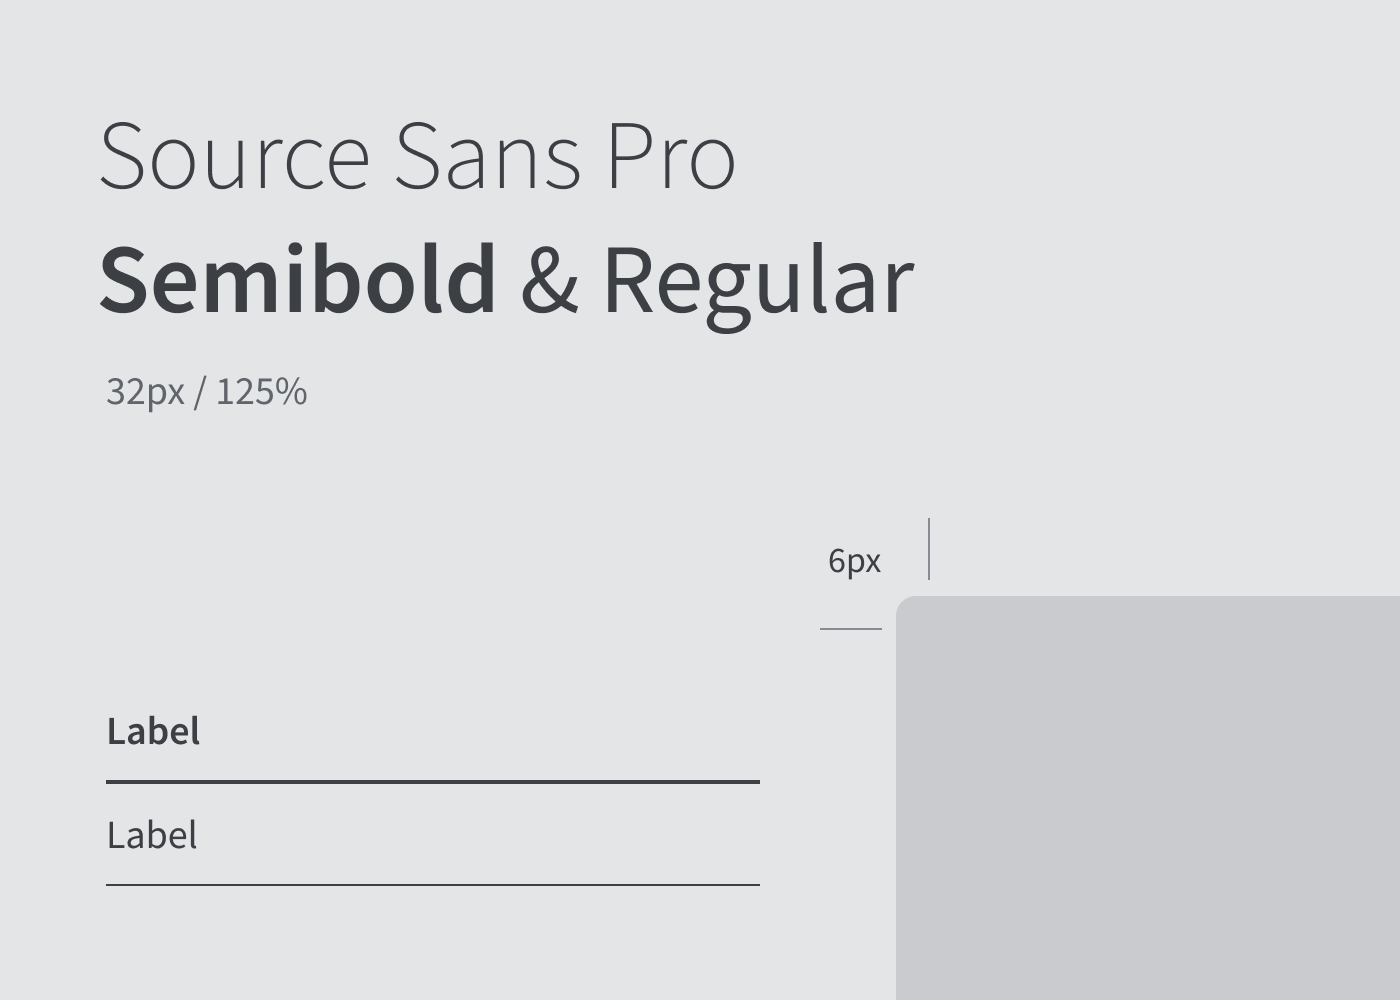 Source Sans Pro
Semibold & Regular
32px / 125%
6px
Label
Label